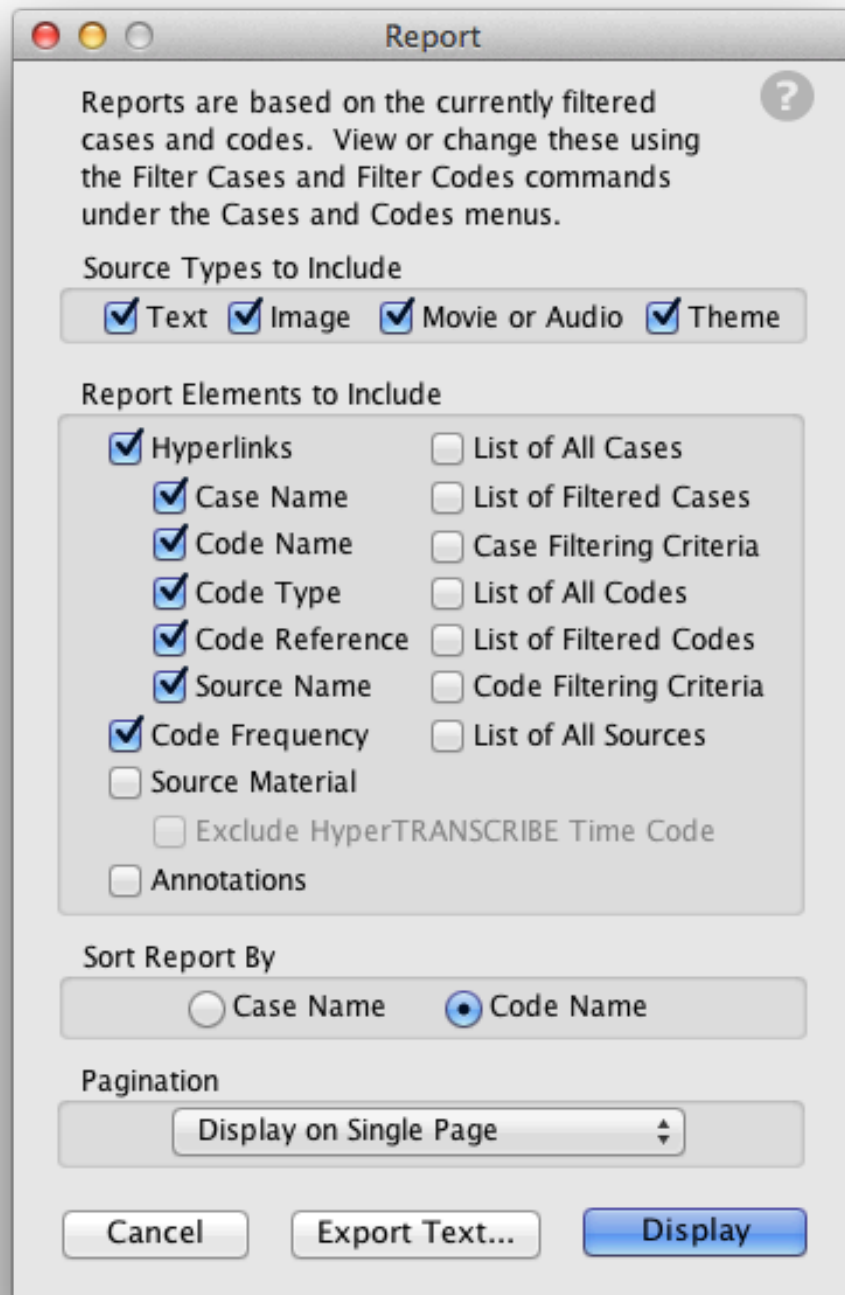 Report
?
Reports are based on the currently filtered
cases and codes. View or change these using
the Filter Cases and Filter Codes commands
under the Cases and Codes menus.
Source Types to Include
Text Image Movie or Audio Theme
Report Elements to Include
Hyperlinks List of All Cases
Case Name List of Filtered Cases
Code Name Case Filtering Criteria
Code Type List of All Codes
Code Reference List of Filtered Codes
Source Name Code Filtering Criteria
Code Frequency List of All Sources
Source Material
Exclude HyperTRANSCRIBE Time Code
Annotations
Sort Report By
Case Name Code Name
Pagination
Display on Single Page
Cancel Export Text... Display